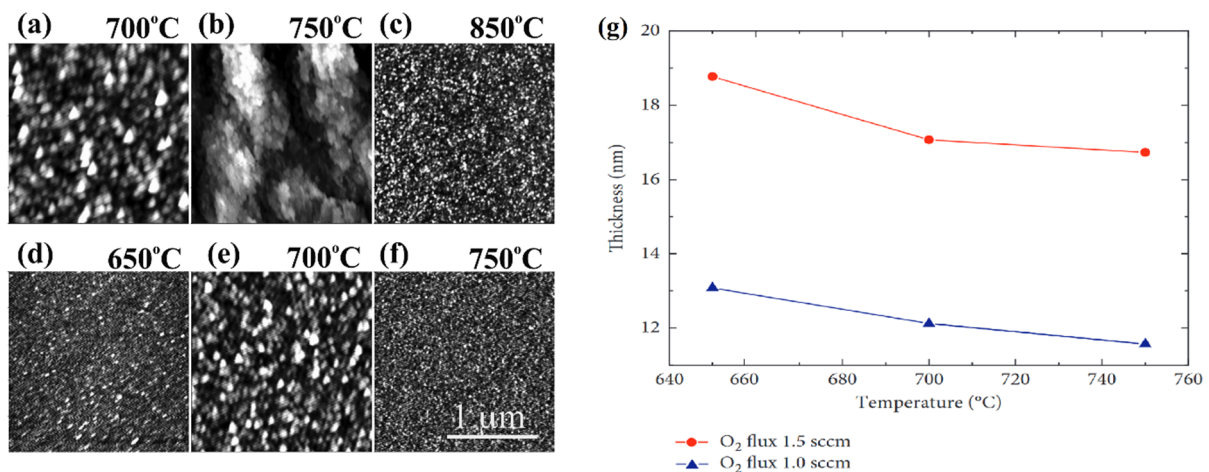 (a) 700°C (b) 750°C (c) 850°C
(d) 650°C (e) 700°C (f) 750°C
1 μm
(g)
20
18
16
14
12
Thickness (nm)
640 660 680 700 720 740 760
Temperature (°C)
O₂ flux 1.5 sccm
O₂ flux 1.0 sccm